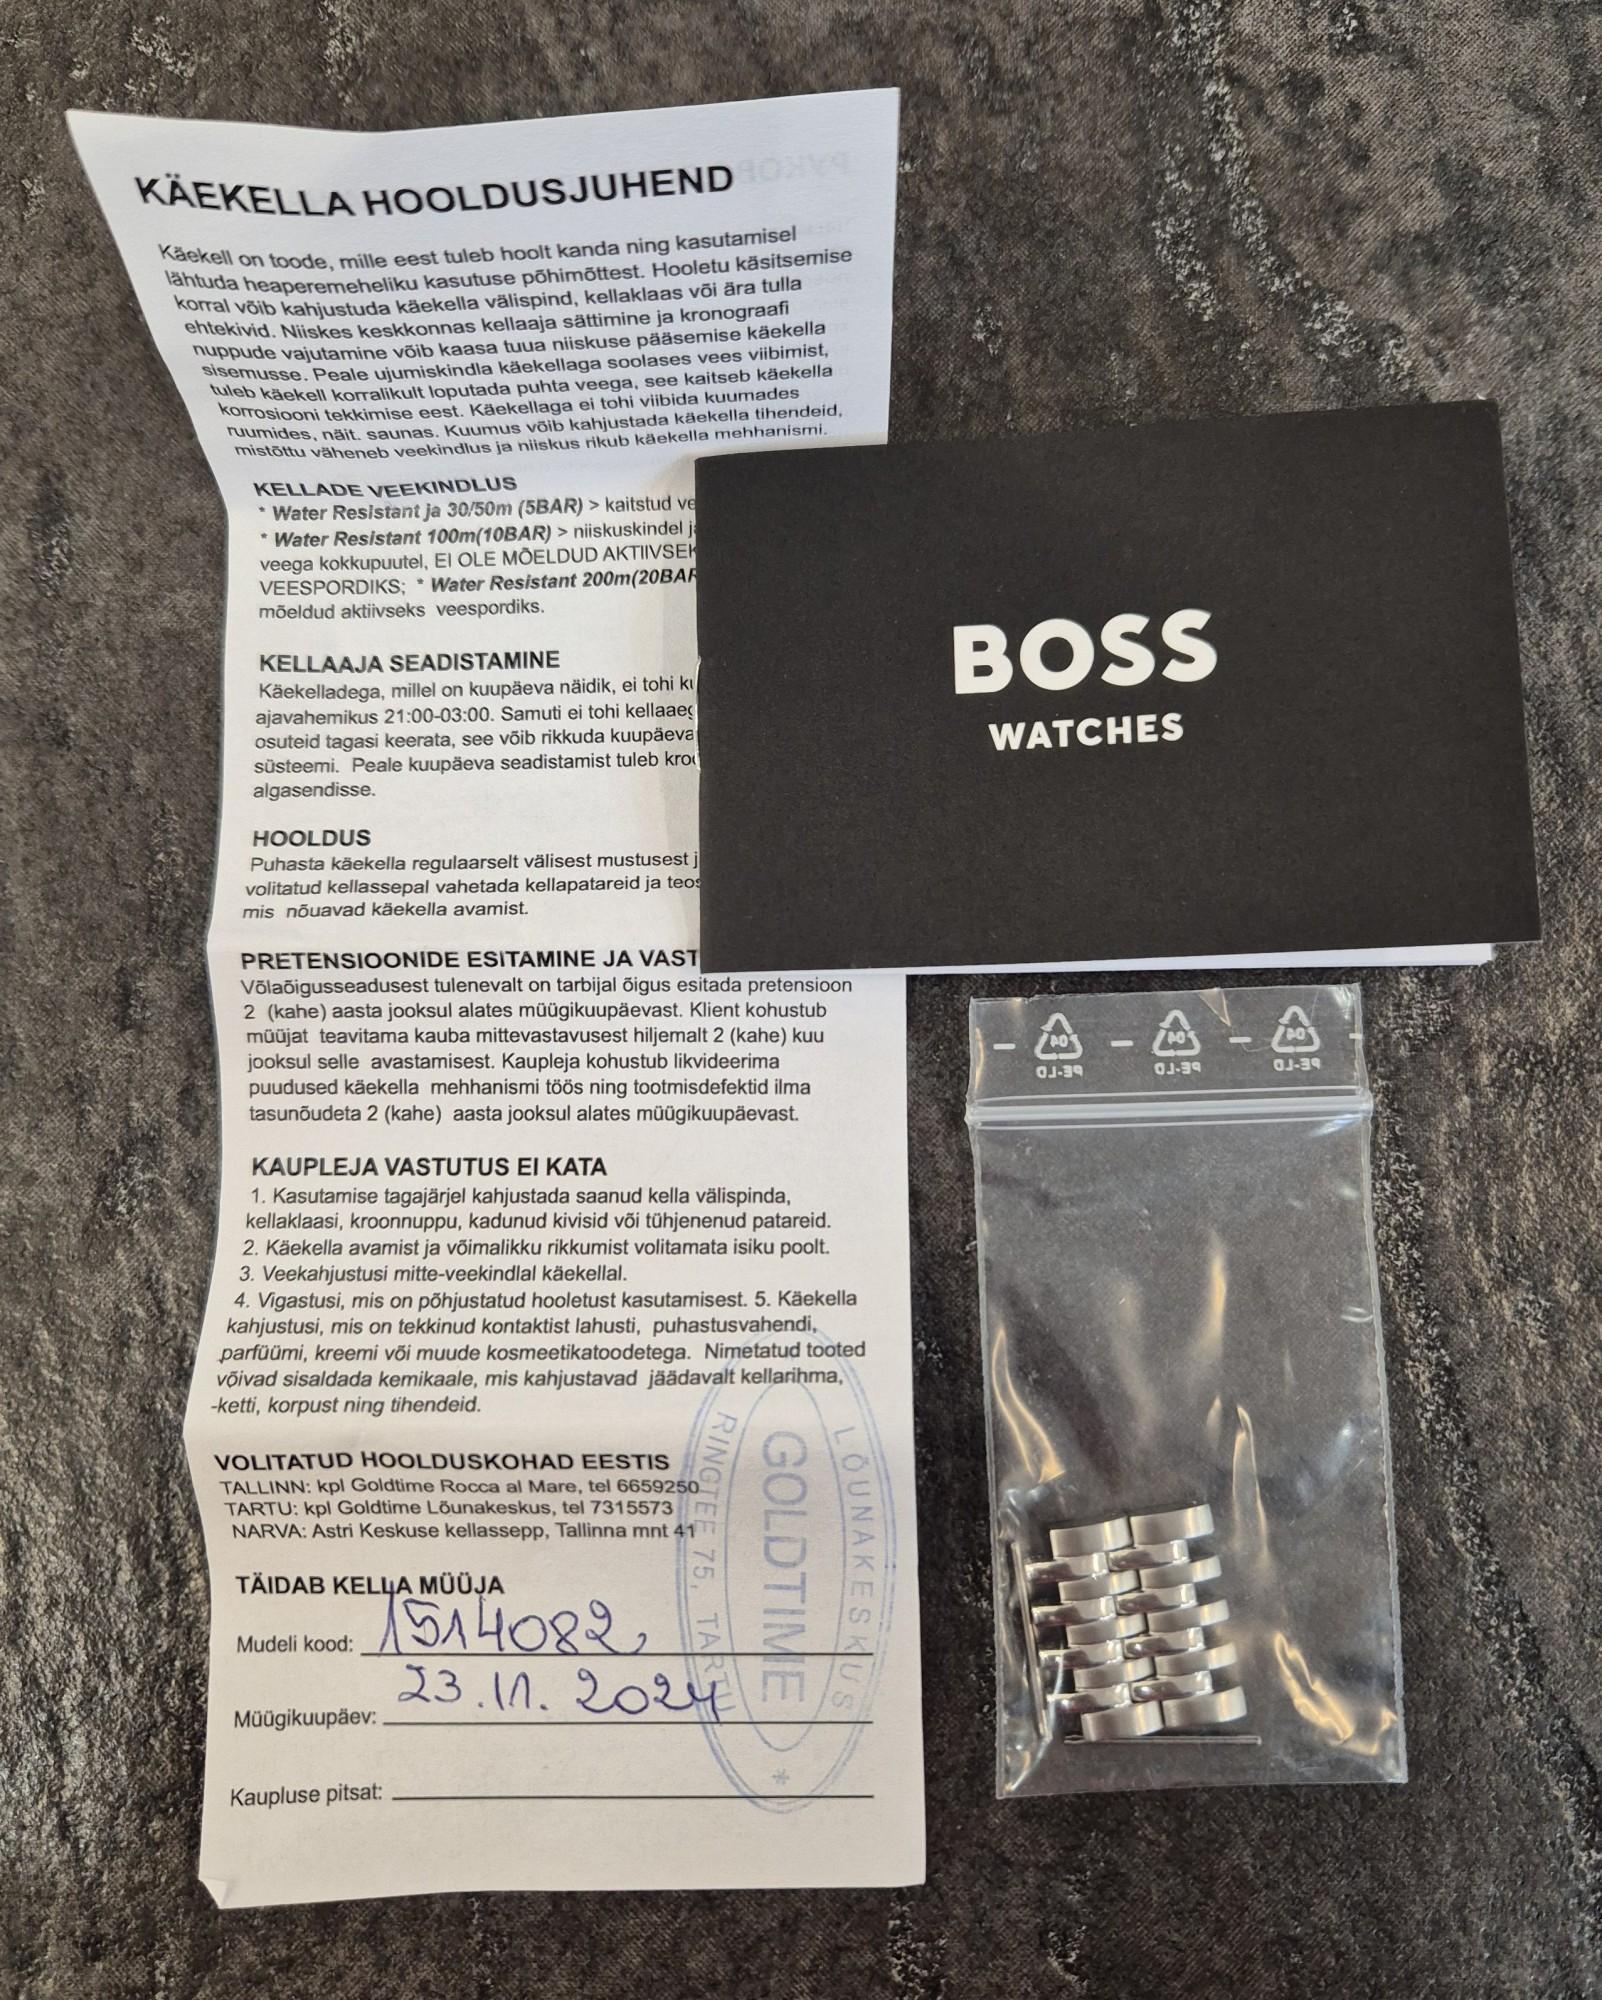 KÄEKELLA HOOLDUSJUHEND
Käekell on toode, mille eest tuleb hoolt kanda ning kasutamisel
lähtuda heaperemeheliku kasutuse põhimõttest. Hooletu käsitsemise
korral võib kahjustuda käekella välispind, kellaklaas või ära tulla
ehtekivid. Niiskes keskkonnas kellaaja sättimine ja kronograafi
nuppude vajutamine võib kaasa tuua niiskuse pääsemise käekella
sisemusse. Peale ujumiskindla käekellaga soolases vees viibimist,
tuleb käekell korralikult loputada puhta veega, see kaitseb käekella
korrosiooni tekkimise eest. Käekellaga ei tohi viibida kuumades
ruumides, näit. saunas. Kuumus võib kahjustada käekella tihendeid,
mistõttu väheneb veekindlus ja niiskus rikub käekella mehhanismi.
KELLADE VEEKINDLUS
* Water Resistant ja 30/50m (5BAR) > kaitstud ve
* Water Resistant 100m(10BAR) > niiskuskindel j
veega kokkupuutel, EI OLE MÕELDUD AKTIIVSEK
VEESPORDIKS; * Water Resistant 200m(20BAR
mõeldud aktiivseks veespordiks.
KELLAAJA SEADISTAMINE
Käekelladega, millel on kuupäeva näidik, ei tohi ku
ajavahemikus 21:00-03:00. Samuti ei tohi kellaaeg
osuteid tagasi keerata, see võib rikkuda kuupäeva
süsteemi. Peale kuupäeva seadistamist tuleb kroo
algasendisse.
HOOLDUS
Puhasta käekella regulaarselt välisest mustusest j
volitatud kellassepal vahetada kellapatareid ja teos
mis nõuavad käekella avamist.
PRETENSIOONIDE ESITAMINE JA VAST
Võlaõigusseadusest tulenevalt on tarbijal õigus esitada pretensioon
2 (kahe) aasta jooksul alates müügikuupäevast. Klient kohustub
müüjat teavitama kauba mittevastavusest hiljemalt 2 (kahe) kuu
jooksul selle avastamisest. Kaupleja kohustub likvideerima
puudused käekella mehhanismi töös ning tootmisdefektid ilma
tasunõudeta 2 (kahe) aasta jooksul alates müügikuupäevast.
KAUPLEJA VASTUTUS EI KATA
1. Kasutamise tagajärjel kahjustada saanud kella välispinda,
kellaklaasi, kroonnuppu, kadunud kivisid või tühjenenud patareid.
2. Käekella avamist ja võimalikku rikkumist volitamata isiku poolt.
3. Veekahjustusi mitte-veekindlal käekellal.
4. Vigastusi, mis on põhjustatud hooletust kasutamisest. 5. Käekella
kahjustusi, mis on tekkinud kontaktist lahusti, puhastusvahendi,
parfüümi, kreemi või muude kosmeetikatoodetega. Nimetatud tooted
võivad sisaldada kemikaale, mis kahjustavad jäädavalt kellarihma,
-ketti, korpust ning tihendeid.
VOLITATUD HOOLDUSKOHAD EESTIS
TALLINN: kpl Goldtime Rocca al Mare, tel 6659250
TARTU: kpl Goldtime Lõunakeskus, tel 7315573
NARVA: Astri Keskuse kellassepp, Tallinna mnt 41
TÄIDAB KELLA MÜÜJA
Mudeli kood: 1514082
Müügikuupäev: 23.11.2024
Kaupluse pitsat:
LÕUNAKESKUS
GOLDTIME
RINGTEE 75, TARTU
*
BOSS
WATCHES
04 04 04
PE-LD PE-LD PE-LD